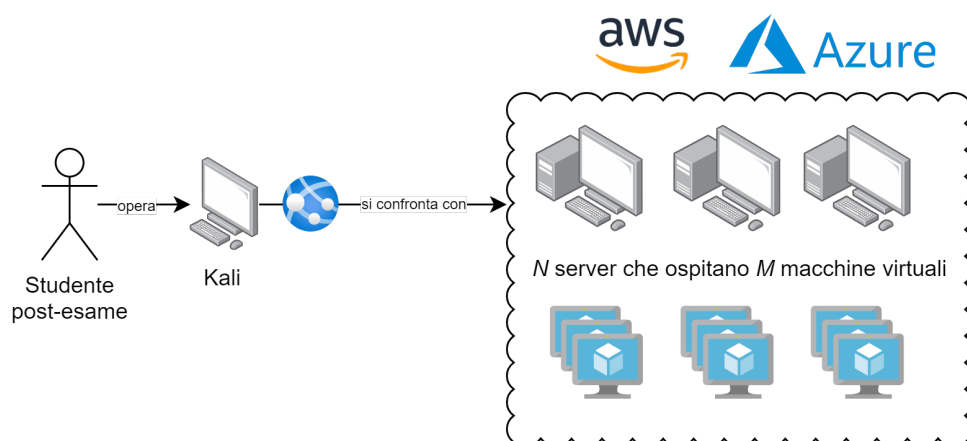 aws
Azure
opera
si confronta con
Kali
Studente
post-esame
N server che ospitano M macchine virtuali